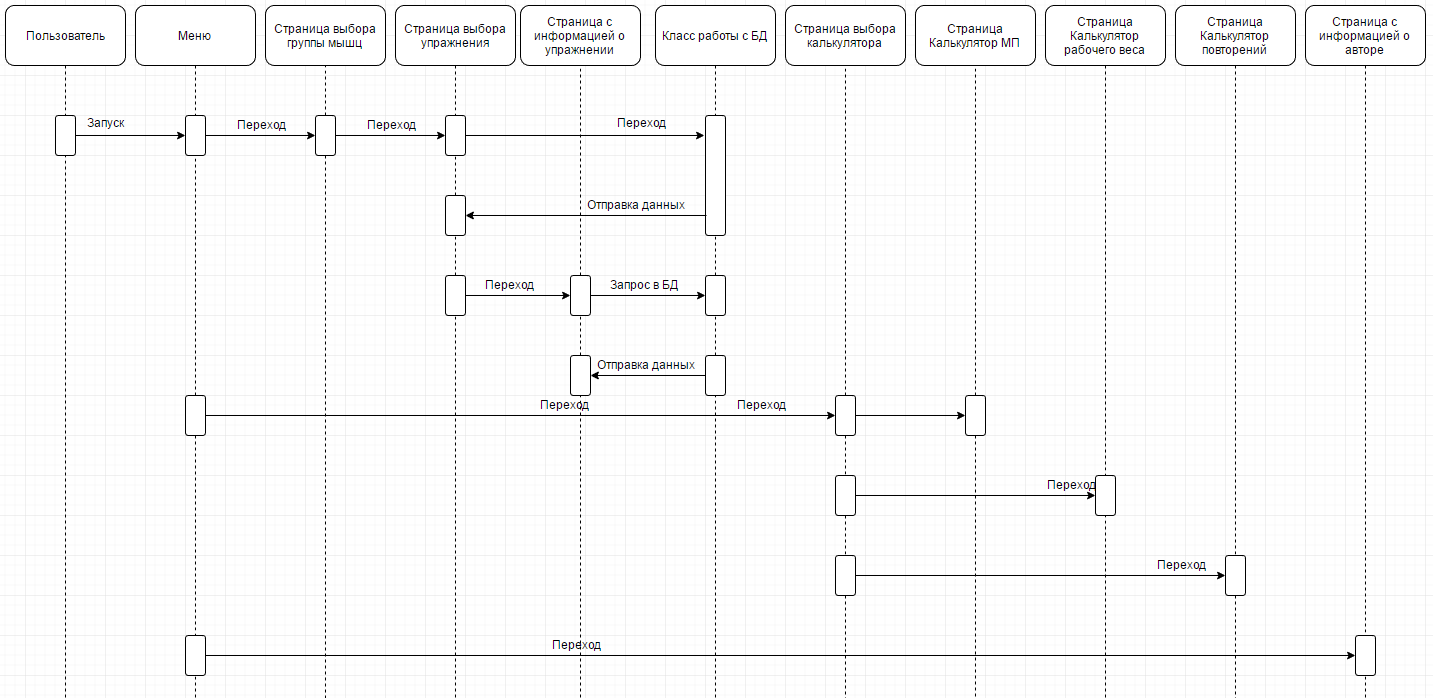 Пользователь
Меню
Страница выбора
группы мышц
Страница выбора
упражнения
Страница с
информацией о
упражнении
Класс работы с БД
Страница выбора
калькулятора
Страница
Калькулятор МП
Страница
Калькулятор
рабочего веса
Страница
Калькулятор
повторений
Страница с
информацией о
авторе
Запуск
Переход
Переход
Переход
Отправка данных
Переход
Запрос в БД
Отправка данных
Переход
Переход
Переход
Переход
Переход